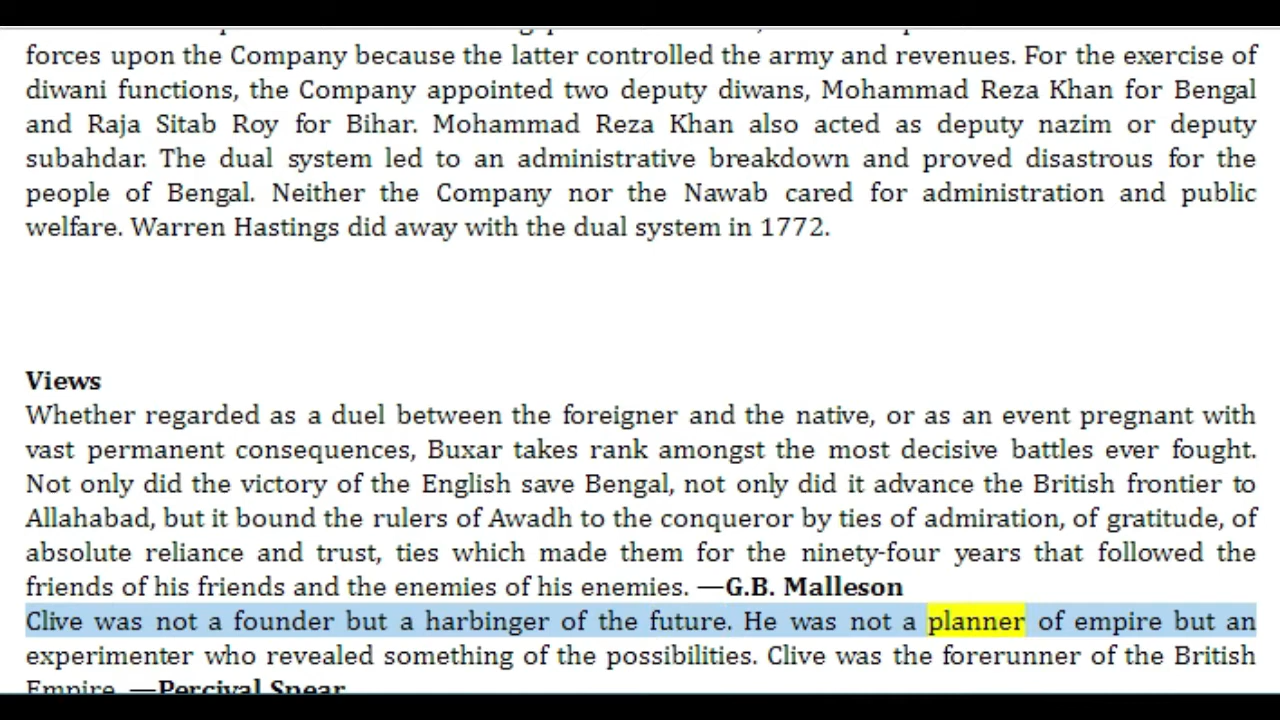 forces upon the Company because the latter controlled the army and revenues. For the exercise of
diwani functions, the Company appointed two deputy diwans, Mohammad Reza Khan for Bengal
and Raja Sitab Roy for Bihar. Mohammad Reza Khan also acted as deputy nazim or deputy
subahdar. The dual system led to an administrative breakdown and proved disastrous for the
people of Bengal. Neither the Company nor the Nawab cared for administration and public
welfare. Warren Hastings did away with the dual system in 1772.
Views
Whether regarded as a duel between the foreigner and the native, or as an event pregnant with
vast permanent consequences, Buxar takes rank amongst the most decisive battles ever fought.
Not only did the victory of the English save Bengal, not only did it advance the British frontier to
Allahabad, but it bound the rulers of Awadh to the conqueror by ties of admiration, of gratitude, of
absolute reliance and trust, ties which made them for the ninety-four years that followed the
friends of his friends and the enemies of his enemies. —G.B. Malleson
Clive was not a founder but a harbinger of the future. He was not a planner of empire but an
experimenter who revealed something of the possibilities. Clive was the forerunner of the British
Empire. —Percival Spear